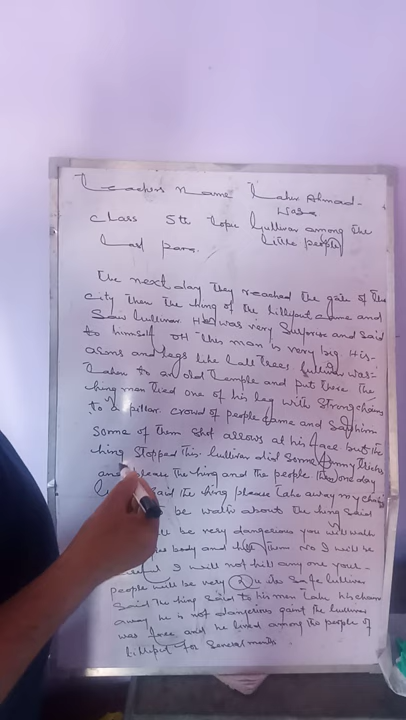 Teachers Name Tahir Ahmad
Class 5th Topic Gulliver among the
Last para. little people
The next day They reached the gate of the
city Then The King of the Lilliput came and
Saw Gulliver. He was very Surprise and said
to himself OH This man is very big His
arms and legs like tall trees Gulliver was
taken to an old Temple and put there The
King men tied one of his leg with Strong chains
to a pillar. crowd of people came and Saw him
Some of them Shot allows at his face but the
King Stopped This. Gulliver did Some funny Tricks
and please The King and the people The one day
said the King please Take away my chain
be walk about The King said
be very dangerous you will walk
body and kill Them No I will be
I will not kill any one your
people will be very Safe Gulliver
Said The King Said to his men Take his chain
away he is not dangerous giant The Gulliver
was free and he lived among the people of
Lilliput for Several months